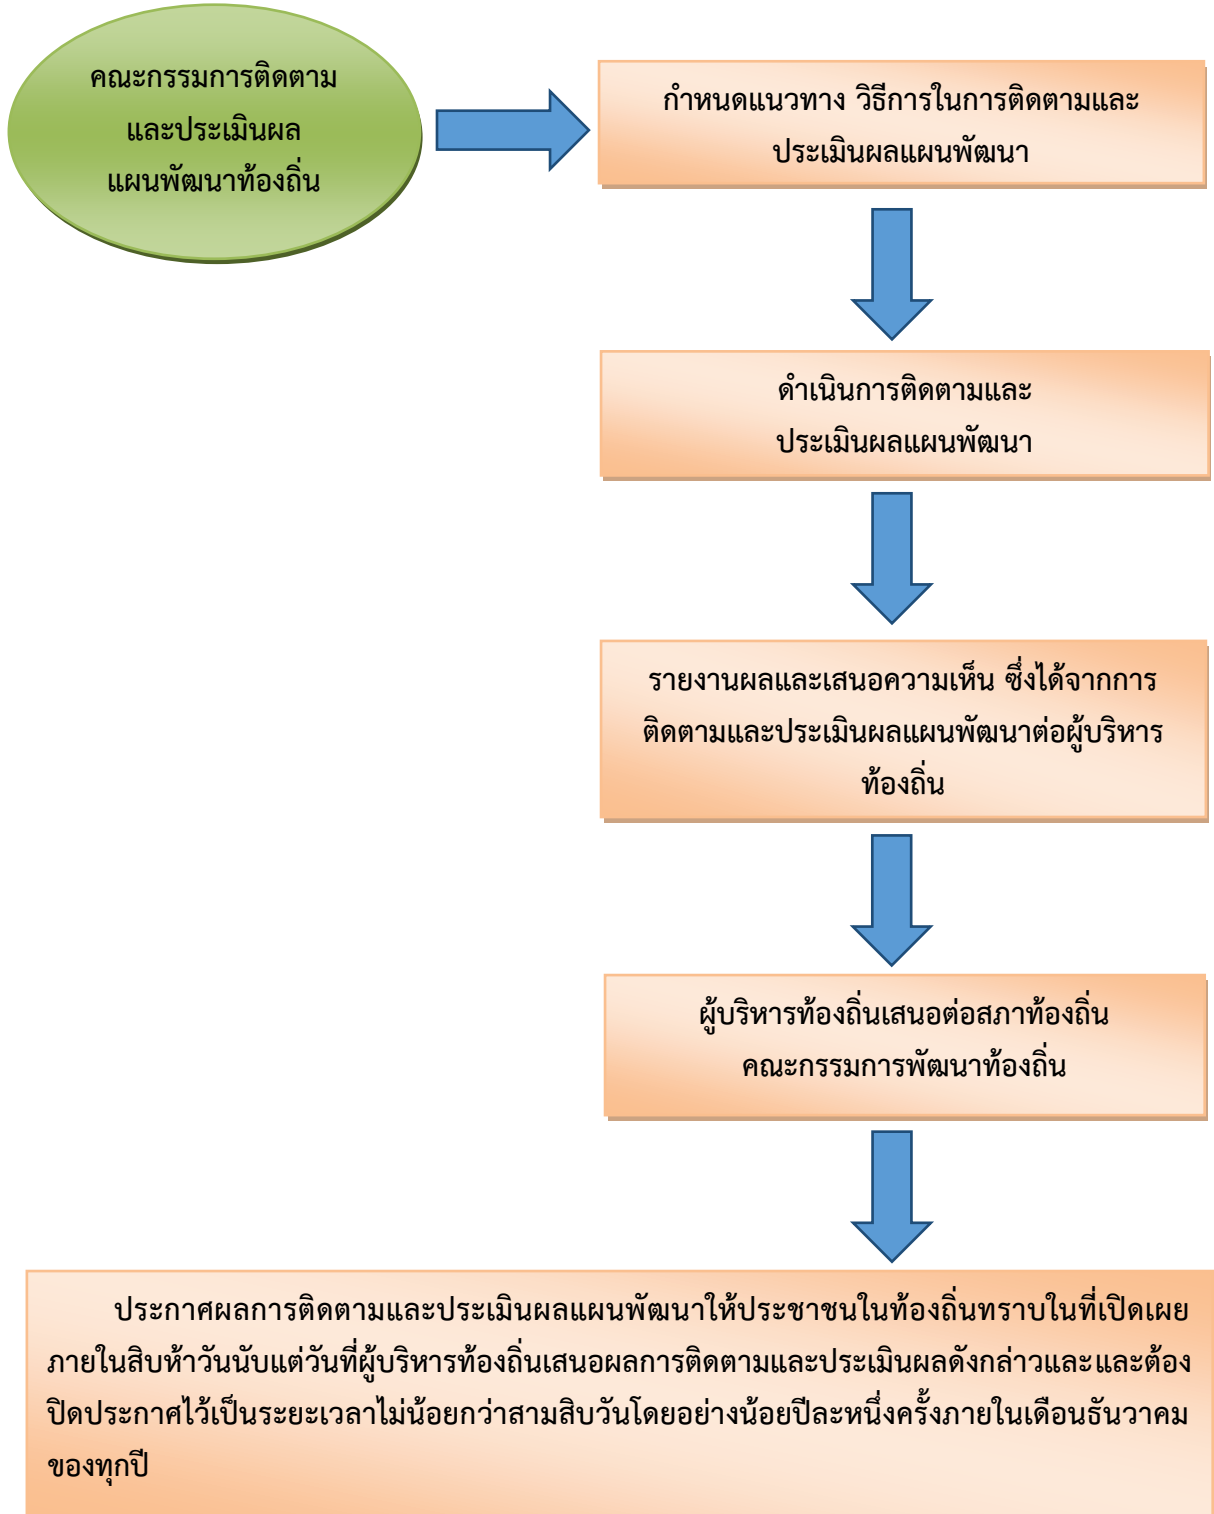 คณะกรรมการติดตาม
และประเมินผล
แผนพัฒนาท้องถิ่น
กำหนดแนวทาง วิธีการในการติดตามและ
ประเมินผลแผนพัฒนา
ดำเนินการติดตามและ
ประเมินผลแผนพัฒนา
รายงานผลและเสนอความเห็น ซึ่งได้จากการ
ติดตามและประเมินผลแผนพัฒนาต่อผู้บริหาร
ท้องถิ่น
ผู้บริหารท้องถิ่นเสนอต่อสภาท้องถิ่น
คณะกรรมการพัฒนาท้องถิ่น
ประกาศผลการติดตามและประเมินผลแผนพัฒนาให้ประชาชนในท้องถิ่นทราบในที่เปิดเผย
ภายในสิบห้าวันนับแต่วันที่ผู้บริหารท้องถิ่นเสนอผลการติดตามและประเมินผลดังกล่าวและและต้อง
ปิดประกาศไว้เป็นระยะเวลาไม่น้อยกว่าสามสิบวันโดยอย่างน้อยปีละหนึ่งครั้งภายในเดือนธันวาคม
ของทุกปี